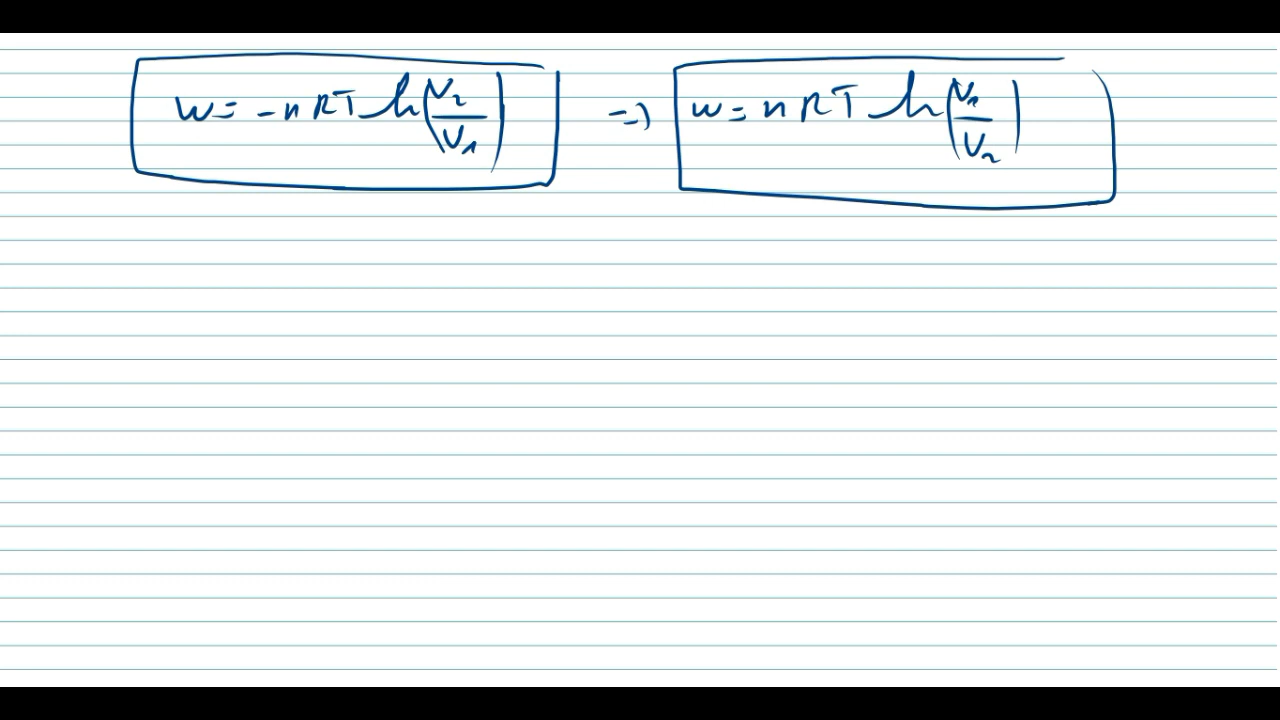 W = -nRT ln(V₂/V₁) => W = nRT ln(V₁/V₂)